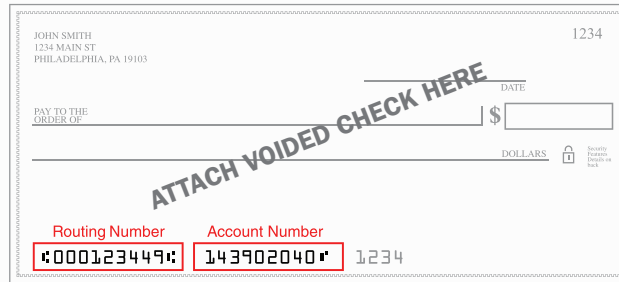 JOHN SMITH
1234 MAIN ST
PHILADELPHIA, PA 19103
1234
DATE
PAY TO THE
ORDER OF
$
DOLLARS
Security
Features
Details on
back
ATTACH VOIDED CHECK HERE
Routing Number
Account Number
⑆000123449⑆
143902040⑈
1234